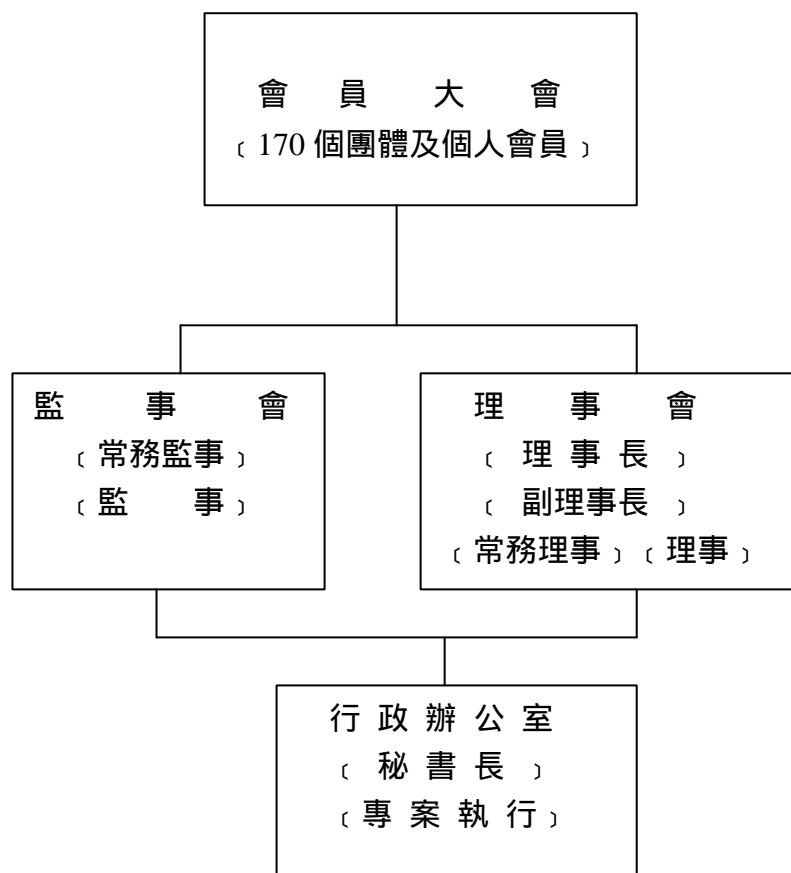 會員大會
﹝170 個團體及個人會員﹞
監事會
﹝常務監事﹞
﹝監事﹞
理事會
﹝理事長﹞
﹝副理事長﹞
﹝常務理事﹞﹝理事﹞
行政辦公室
﹝秘書長﹞
﹝專案執行﹞